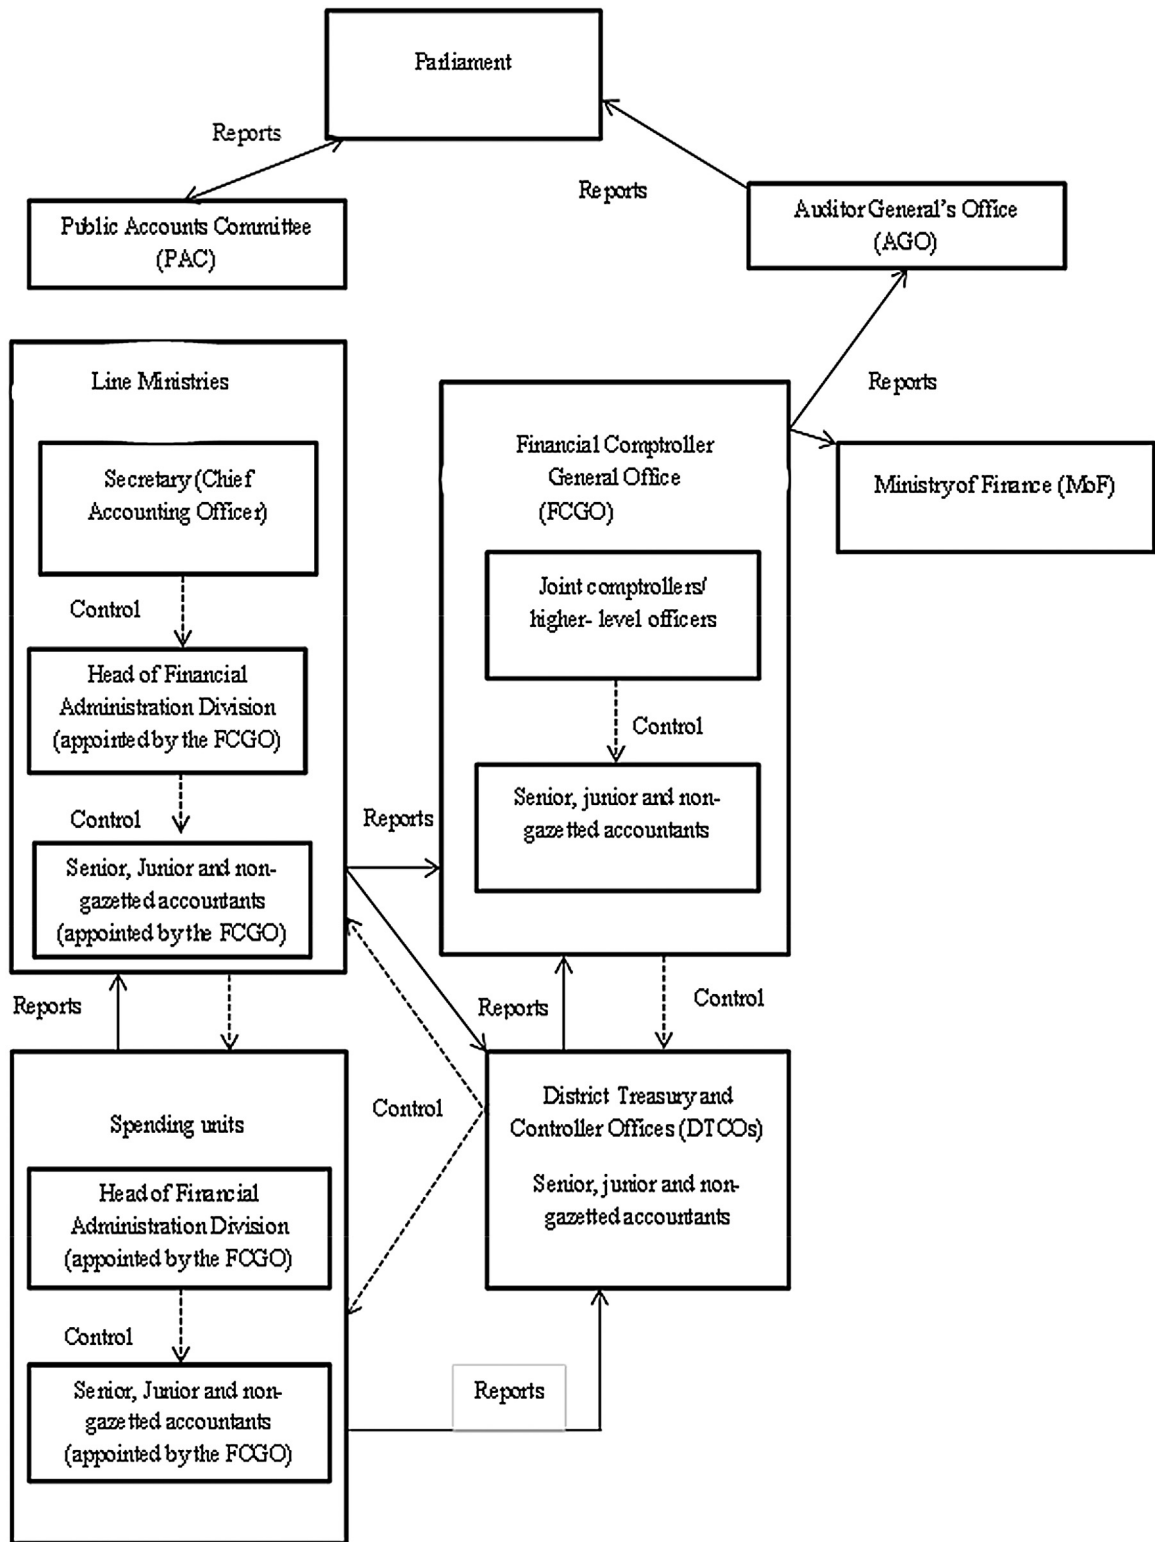 Parliament
Reports
Reports
Public Accounts Committee
(PAC)
Auditor General's Office
(AGO)
Reports
Line Ministries
Secretary (Chief
Accounting Officer)
Control
Head of Financial
Administration Division
(appointed by the FCGO)
Control
Senior, Junior and non-
gazetted accountants
(appointed by the FCGO)
Reports
Financial Comptroller
General Office
(FCGO)
Joint comptrollers/
higher- level officers
Control
Senior, junior and non-
gazetted accountants
Ministry of Finance (MoF)
Reports
Reports
Control
Control
Spending units
Head of Financial
Administration Division
(appointed by the FCGO)
Control
Senior, Junior and non-
gazetted accountants
(appointed by the FCGO)
District Treasury and
Controller Offices (DTCOs)
Senior, junior and non-
gazetted accountants
Reports